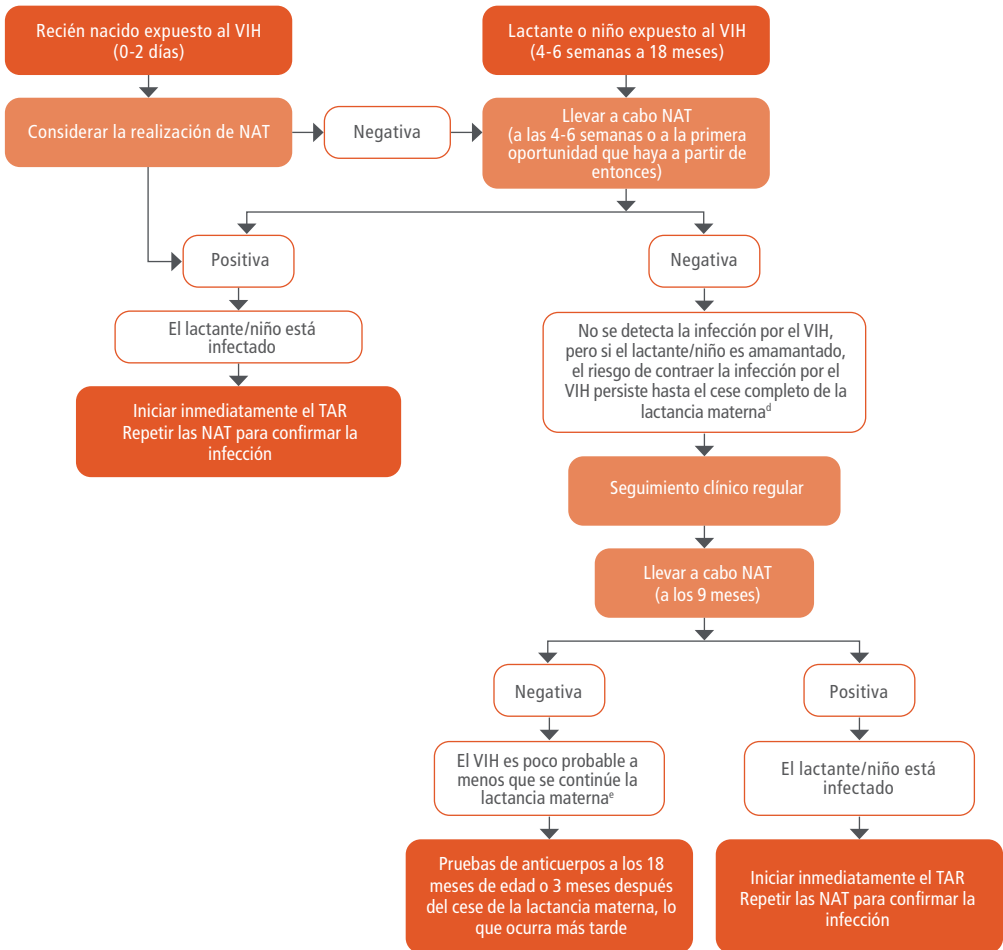 Recién nacido expuesto al VIH
(0-2 días)
Lactante o niño expuesto al VIH
(4-6 semanas a 18 meses)
Considerar la realización de NAT
Negativa
Llevar a cabo NAT
(a las 4-6 semanas o a la primera
oportunidad que haya a partir de
entonces)
Positiva
Negativa
El lactante/niño está
infectado
No se detecta la infección por el VIH,
pero si el lactante/niño es amamantado,
el riesgo de contraer la infección por el
VIH persiste hasta el cese completo de la
lactancia maternaᵈ
Iniciar inmediatamente el TAR
Repetir las NAT para confirmar la
infección
Seguimiento clínico regular
Llevar a cabo NAT
(a los 9 meses)
Negativa
Positiva
El VIH es poco probable a
menos que se continúe la
lactancia maternaᵉ
El lactante/niño está
infectado
Pruebas de anticuerpos a los 18
meses de edad o 3 meses después
del cese de la lactancia materna, lo
que ocurra más tarde
Iniciar inmediatamente el TAR
Repetir las NAT para confirmar la
infección